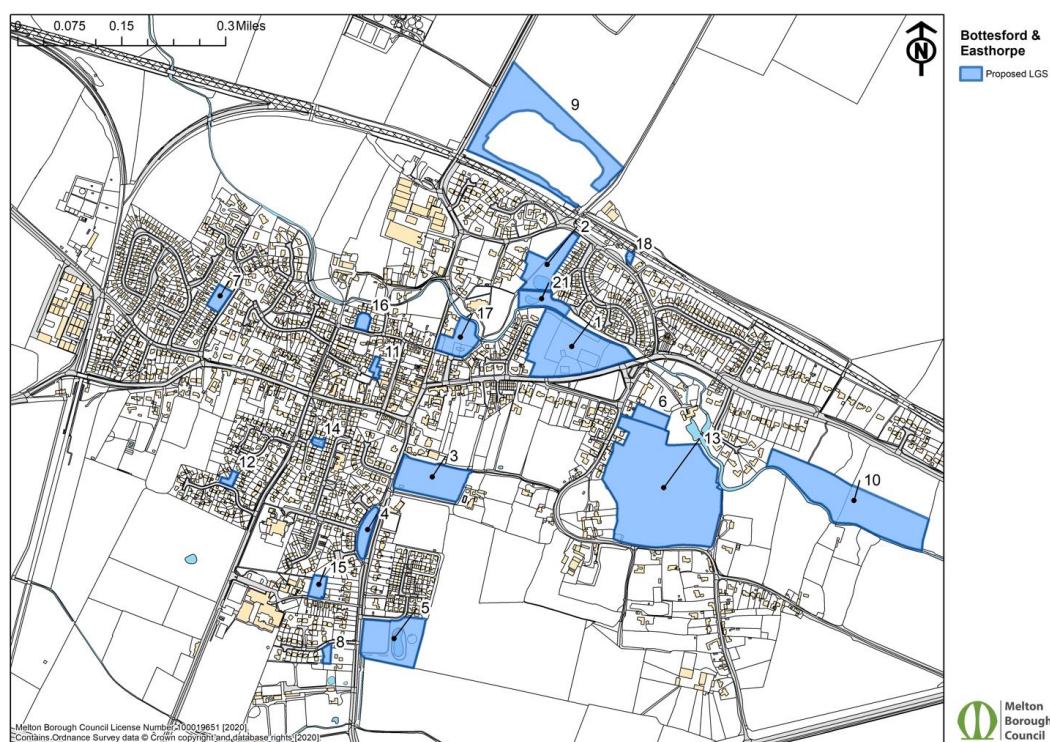 0 0.075 0.15 0.3Miles
N
Bottesford &
Easthorpe
Proposed LGS
9
2
18
21
7
16
17
1
11
6
13
14
3
12
10
4
15
5
8
Melton Borough Council License Number 100019651 [2020]
Contains Ordnance Survey data © Crown copyright and database rights [2020]
Melton
Borough
Council